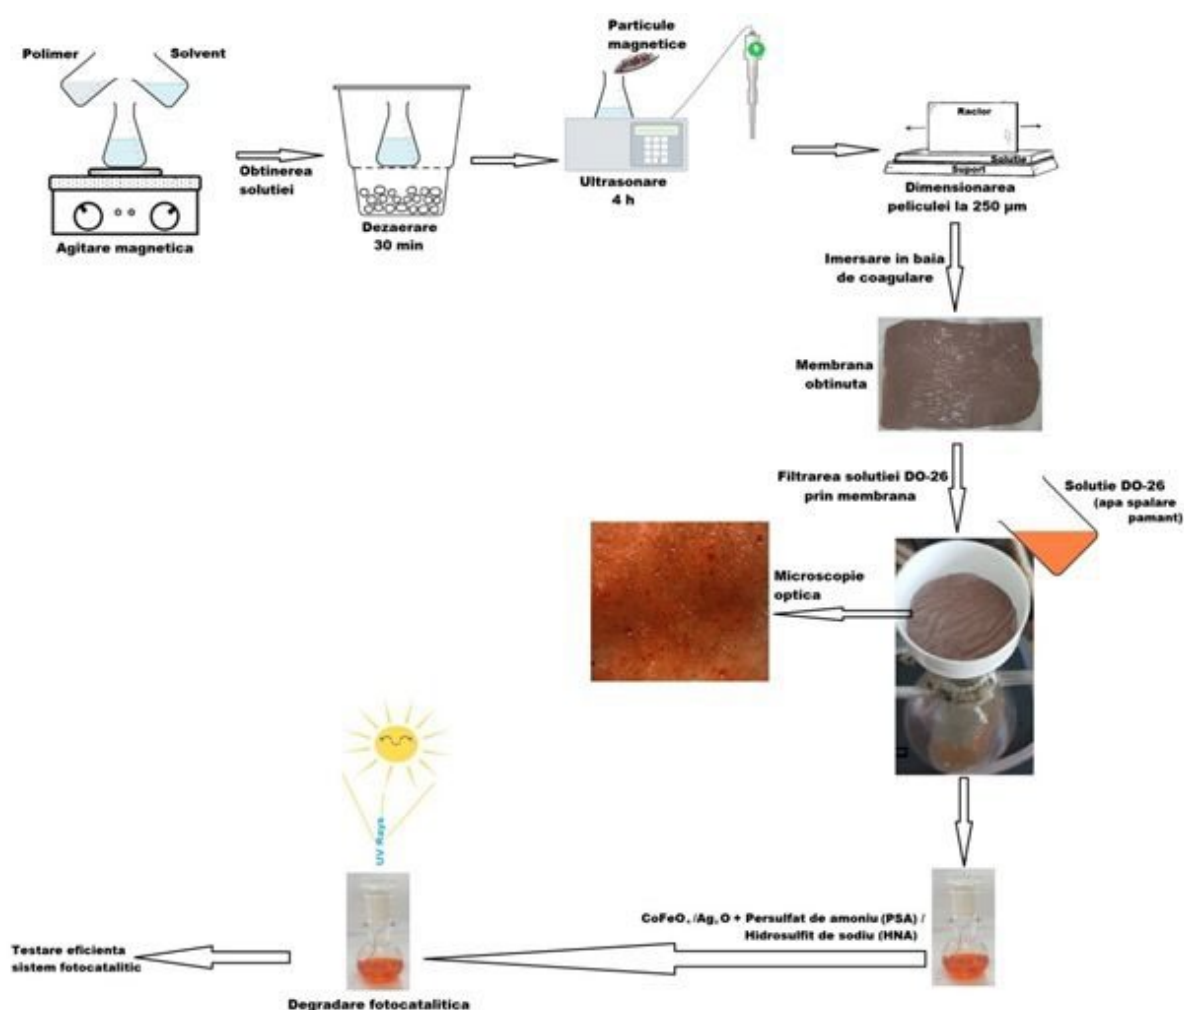 Polimer
Solvent
Agitare magnetica
Obtinerea
solutiei
Dezaerare
30 min
Particule
magnetice
Ultrasonare
4 h
Raclor
Solutie
Suport
Dimensionarea
peliculei la 250 µm
Imersare in baia
de coagulare
Membrana
obtinuta
Filtrarea solutiei DO-26
prin membrana
Solutie DO-26
(apa spalare
pamant)
Microscopie
optica
CoFeO₄/Ag₂O + Persulfat de amoniu (PSA) /
Hidrosulfit de sodiu (HNA)
UV Rays
Degradare fotocatalitica
Testare eficienta
sistem fotocatalitic